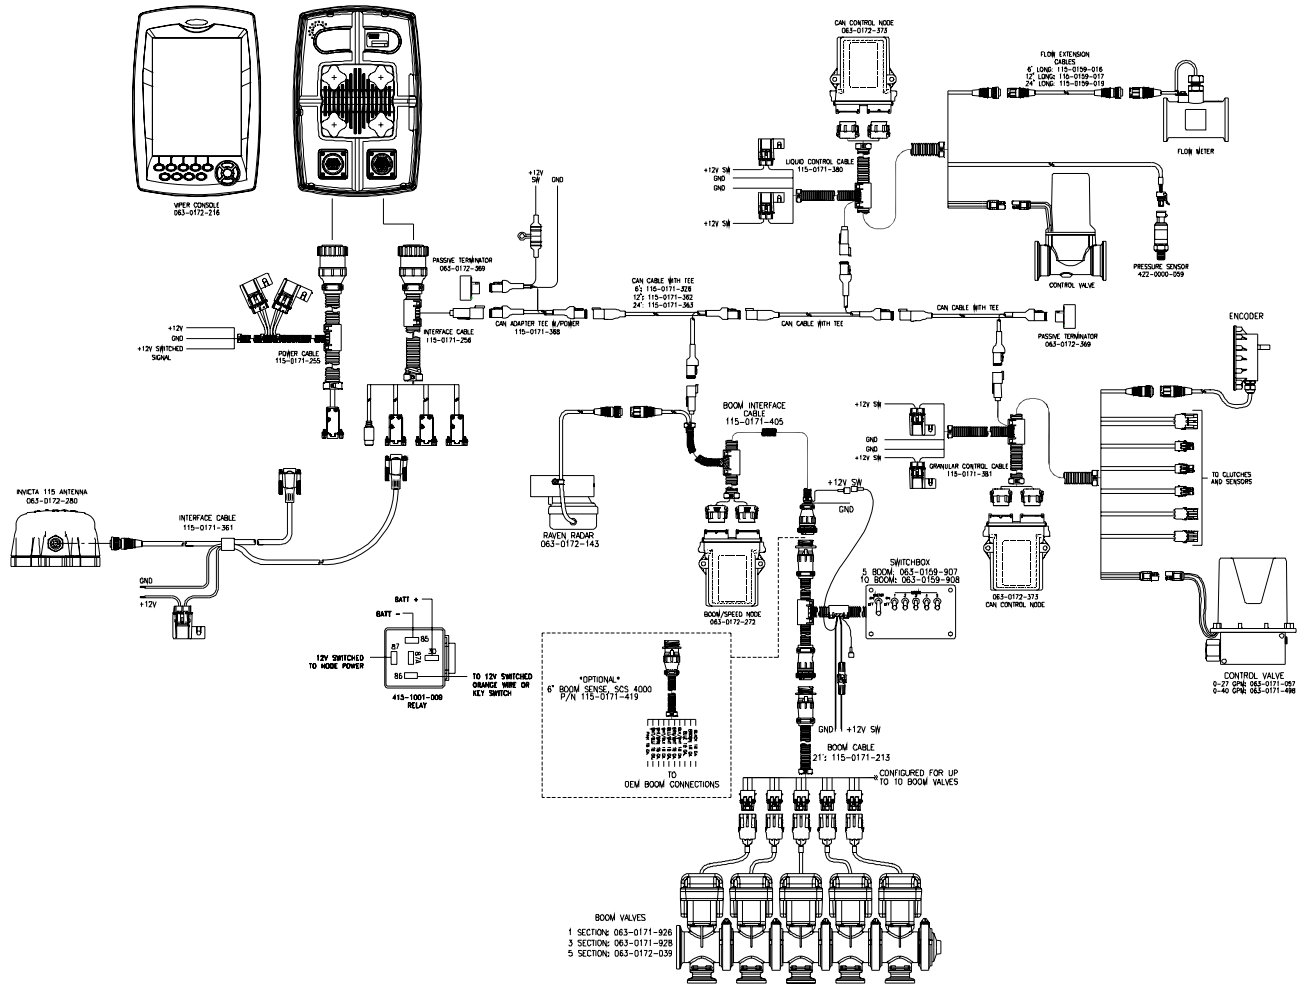 VIPER CONSOLE
063-0172-216
CAN CONTROL NODE
063-0172-373
FLOW EXTENSION
CABLES
6' LONG: 115-0159-016
12' LONG: 115-0159-017
24' LONG: 115-0159-019
FLOW METER
LIQUID CONTROL CABLE
115-0171-380
+12V SW
GND
GND
+12V SW
PRESSURE SENSOR
422-0000-059
CONTROL VALVE
+12V
SW
GND
PASSIVE TERMINATOR
063-0172-369
CAN CABLE WITH TEE
12': 115-0171-362
24': 115-0171-363
CAN ADAPTER TEE W/POWER
115-0171-368
INTERFACE CABLE
115-0171-256
CAN CABLE WITH TEE
CAN CABLE WITH TEE
PASSIVE TERMINATOR
063-0172-369
ENCODER
+12V
GND
+12V SWITCHED
SIGNAL
POWER CABLE
115-0171-255
BOOM INTERFACE
CABLE
115-0171-405
+12V SW
GND
GND
+12V SW
GRANULAR CONTROL CABLE
115-0171-381
TO CLUTCHES
AND SENSORS
INVICTA 115 ANTENNA
063-0172-280
INTERFACE CABLE
115-0171-361
GND
+12V
RAVEN RADAR
063-0172-143
+12V SW
GND
SWITCHBOX
5 BOOM: 063-0159-907
10 BOOM: 063-0159-908
BOOM/SPEED NODE
063-0172-272
063-0172-373
CAN CONTROL NODE
BATT +
BATT -
85
87
87A
30
86
12V SWITCHED
TO NODE POWER
TO 12V SWITCHED
ORANGE WIRE OR
KEY SWITCH
415-1001-009
RELAY
*OPTIONAL*
6' BOOM SENSE, SCS 4000
P/N 115-0171-419
TO
OEM BOOM CONNECTIONS
CONTROL VALVE
0-27 GPM: 063-0171-057
0-40 GPM: 063-0171-498
GND
+12V SW
BOOM CABLE
21': 115-0171-213
CONFIGURED FOR UP
TO 10 BOOM VALVES
BOOM VALVES
1 SECTION: 063-0171-926
3 SECTION: 063-0171-928
5 SECTION: 063-0172-039